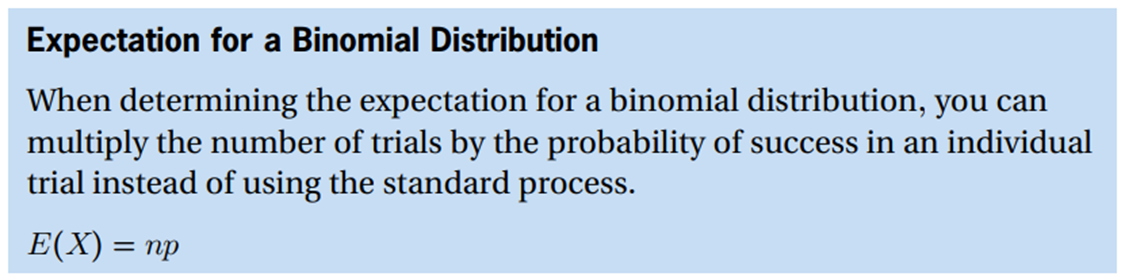 Expectation for a Binomial Distribution
When determining the expectation for a binomial distribution, you can
multiply the number of trials by the probability of success in an individual
trial instead of using the standard process.
E(X) = np